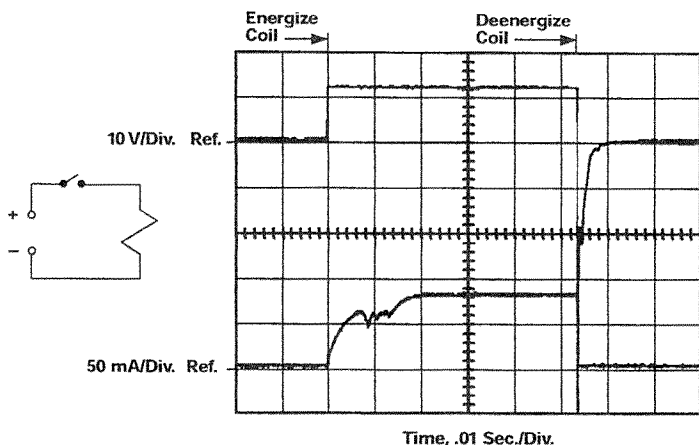 Energize
Coil
Deenergize
Coil
10 V/Div. Ref.
+
–
50 mA/Div. Ref.
Time, .01 Sec./Div.